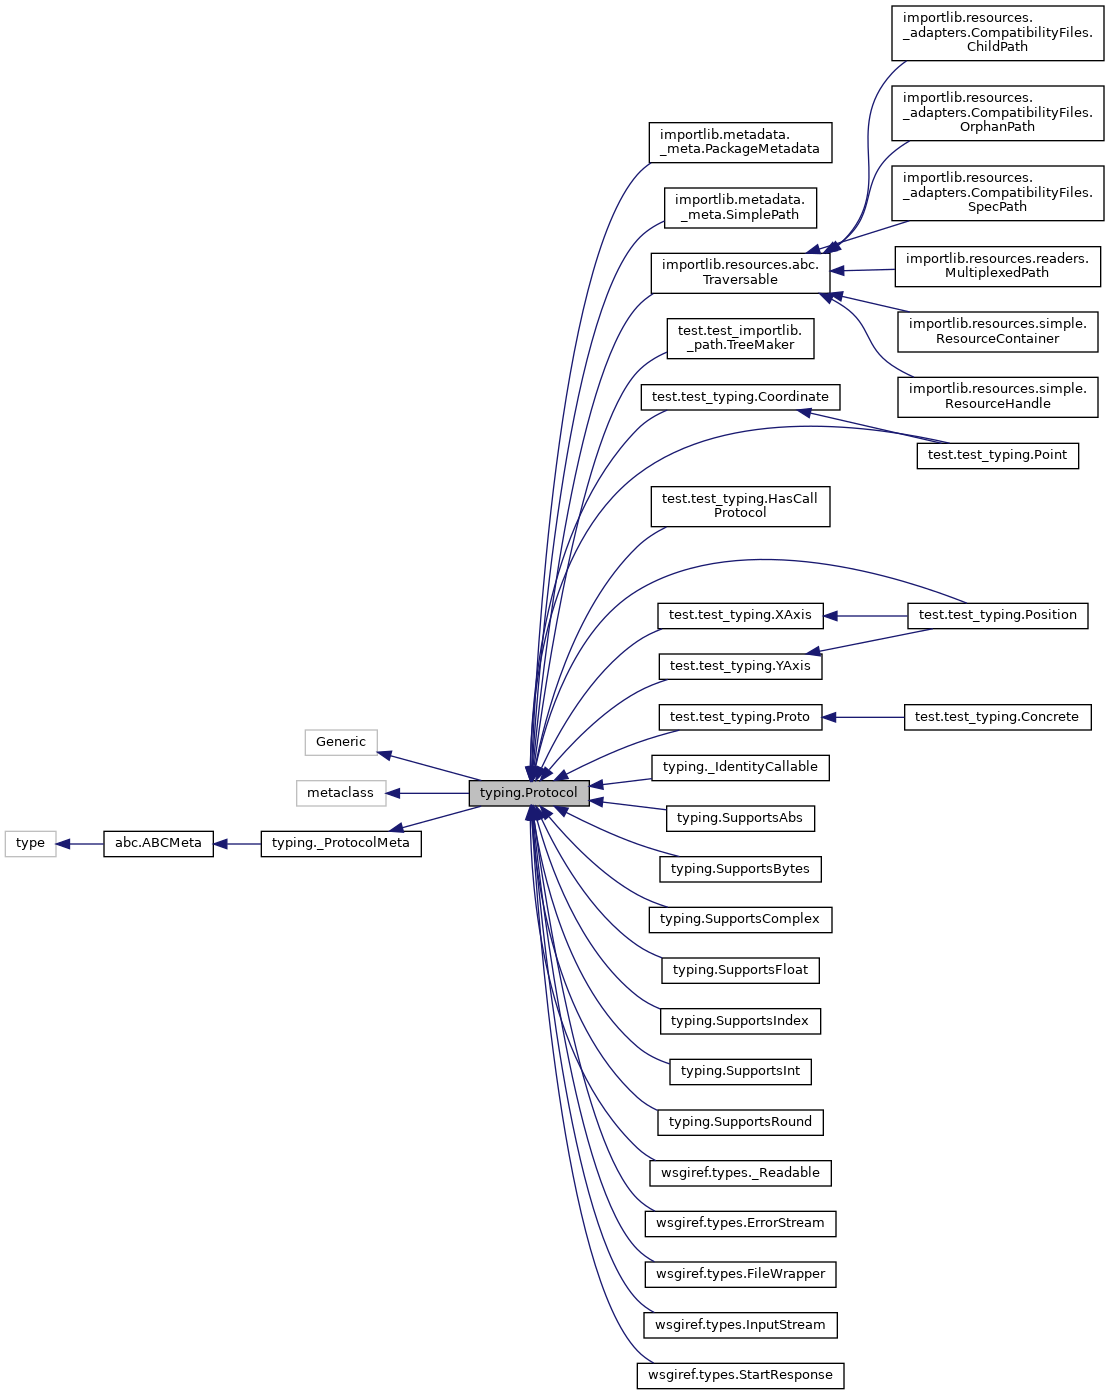 importlib.resources.
_adapters.CompatibilityFiles.
ChildPath
importlib.resources.
_adapters.CompatibilityFiles.
OrphanPath
importlib.metadata.
_meta.PackageMetadata
importlib.resources.
_adapters.CompatibilityFiles.
SpecPath
importlib.metadata.
_meta.SimplePath
importlib.resources.abc.
Traversable
importlib.resources.readers.
MultiplexedPath
importlib.resources.simple.
ResourceContainer
test.test_importlib.
_path.TreeMaker
importlib.resources.simple.
ResourceHandle
test.test_typing.Coordinate
test.test_typing.Point
test.test_typing.HasCall
Protocol
test.test_typing.XAxis
test.test_typing.Position
test.test_typing.YAxis
test.test_typing.Proto
test.test_typing.Concrete
Generic
typing._IdentityCallable
metaclass
typing.Protocol
typing.SupportsAbs
type
abc.ABCMeta
typing._ProtocolMeta
typing.SupportsBytes
typing.SupportsComplex
typing.SupportsFloat
typing.SupportsIndex
typing.SupportsInt
typing.SupportsRound
wsgiref.types._Readable
wsgiref.types.ErrorStream
wsgiref.types.FileWrapper
wsgiref.types.InputStream
wsgiref.types.StartResponse